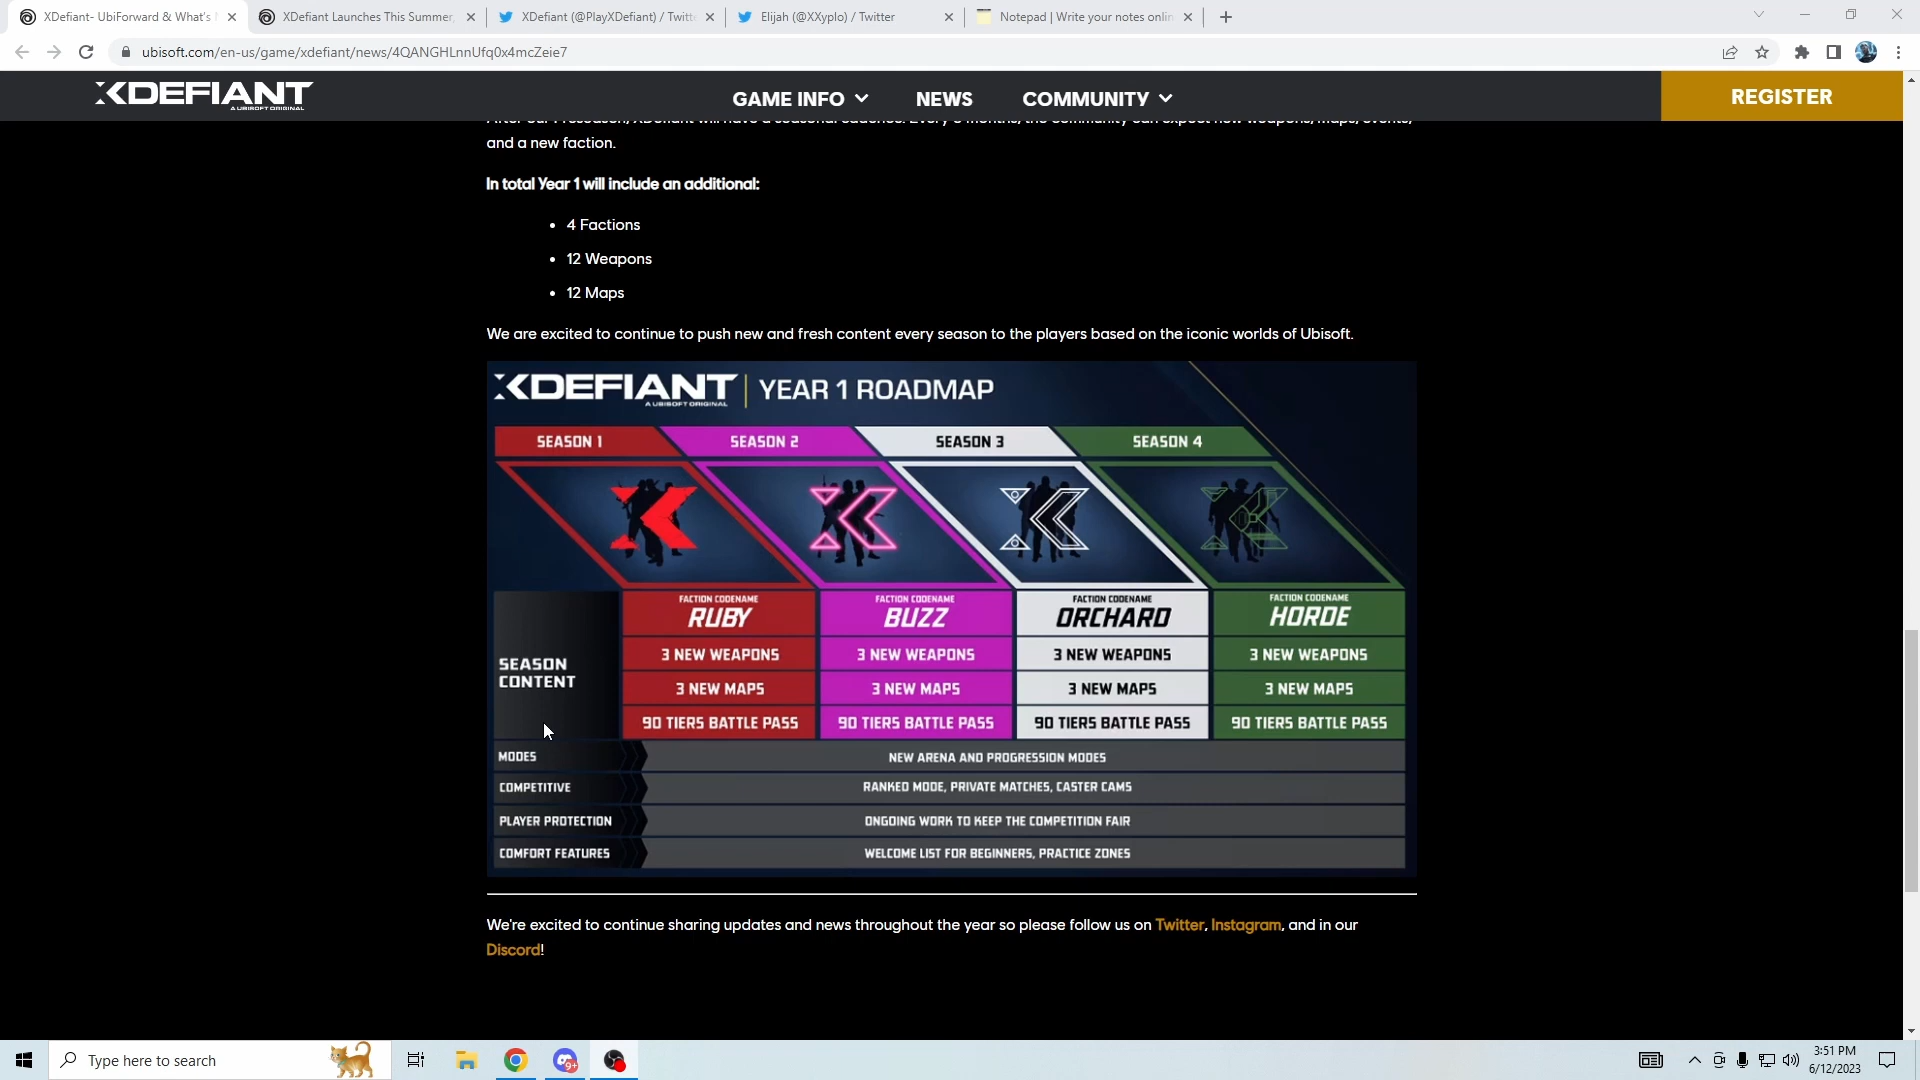 XDefiant- UbiForward & What's
XDefiant Launches This Summer,
XDefiant (@PlayXDefiant) / Twitte
Elijah (@XXyplo) / Twitter
Notepad | Write your notes onlin
ubisoft.com/en-us/game/xdefiant/news/4QANGHLnnUfq0x4mcZeie7
XDEFIANT
A UBISOFT ORIGINAL
GAME INFO
NEWS
COMMUNITY
REGISTER
and a new faction.
In total Year 1 will include an additional:
• 4 Factions
• 12 Weapons
• 12 Maps
We are excited to continue to push new and fresh content every season to the players based on the iconic worlds of Ubisoft.
XDEFIANT | YEAR 1 ROADMAP
A UBISOFT ORIGINAL
SEASON 1 SEASON 2 SEASON 3 SEASON 4
FACTION CODENAME FACTION CODENAME FACTION CODENAME FACTION CODENAME
RUBY BUZZ ORCHARD HORDE
SEASON CONTENT
3 NEW WEAPONS 3 NEW WEAPONS 3 NEW WEAPONS 3 NEW WEAPONS
3 NEW MAPS 3 NEW MAPS 3 NEW MAPS 3 NEW MAPS
90 TIERS BATTLE PASS 90 TIERS BATTLE PASS 90 TIERS BATTLE PASS 90 TIERS BATTLE PASS
MODES NEW ARENA AND PROGRESSION MODES
COMPETITIVE RANKED MODE, PRIVATE MATCHES, CASTER CAMS
PLAYER PROTECTION ONGOING WORK TO KEEP THE COMPETITION FAIR
COMFORT FEATURES WELCOME LIST FOR BEGINNERS, PRACTICE ZONES
We're excited to continue sharing updates and news throughout the year so please follow us on Twitter, Instagram, and in our
Discord!
Type here to search
9+
3:51 PM
6/12/2023